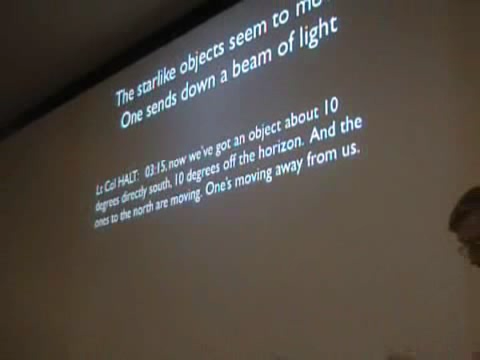 The starlike objects seem to
One sends down a beam of light
Lt Col HALT: 03:15, now we've got an object about 10
degrees directly south, 10 degrees off the horizon. And the
ones to the north are moving. One's moving away from us.